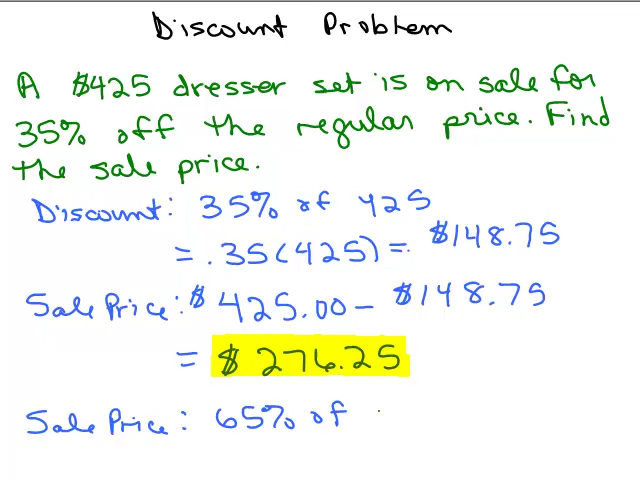 Discount Problem
A $425 dresser set is on sale for
35% off the regular price. Find
the sale price.
Discount: 35% of 425
= .35(425) = $148.75
Sale Price: $425.00 - $148.75
= $276.25
Sale Price: 65% of